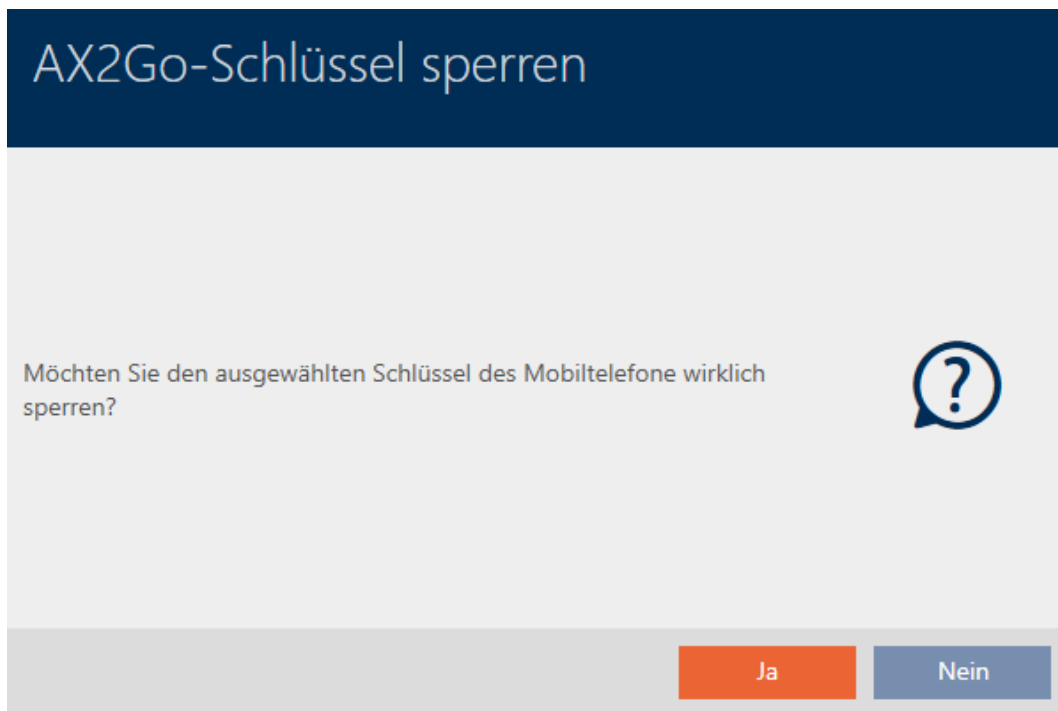 AX2Go-Schlüssel sperren
Möchten Sie den ausgewählten Schlüssel des Mobiltelefone wirklich
sperren?
?
Ja
Nein